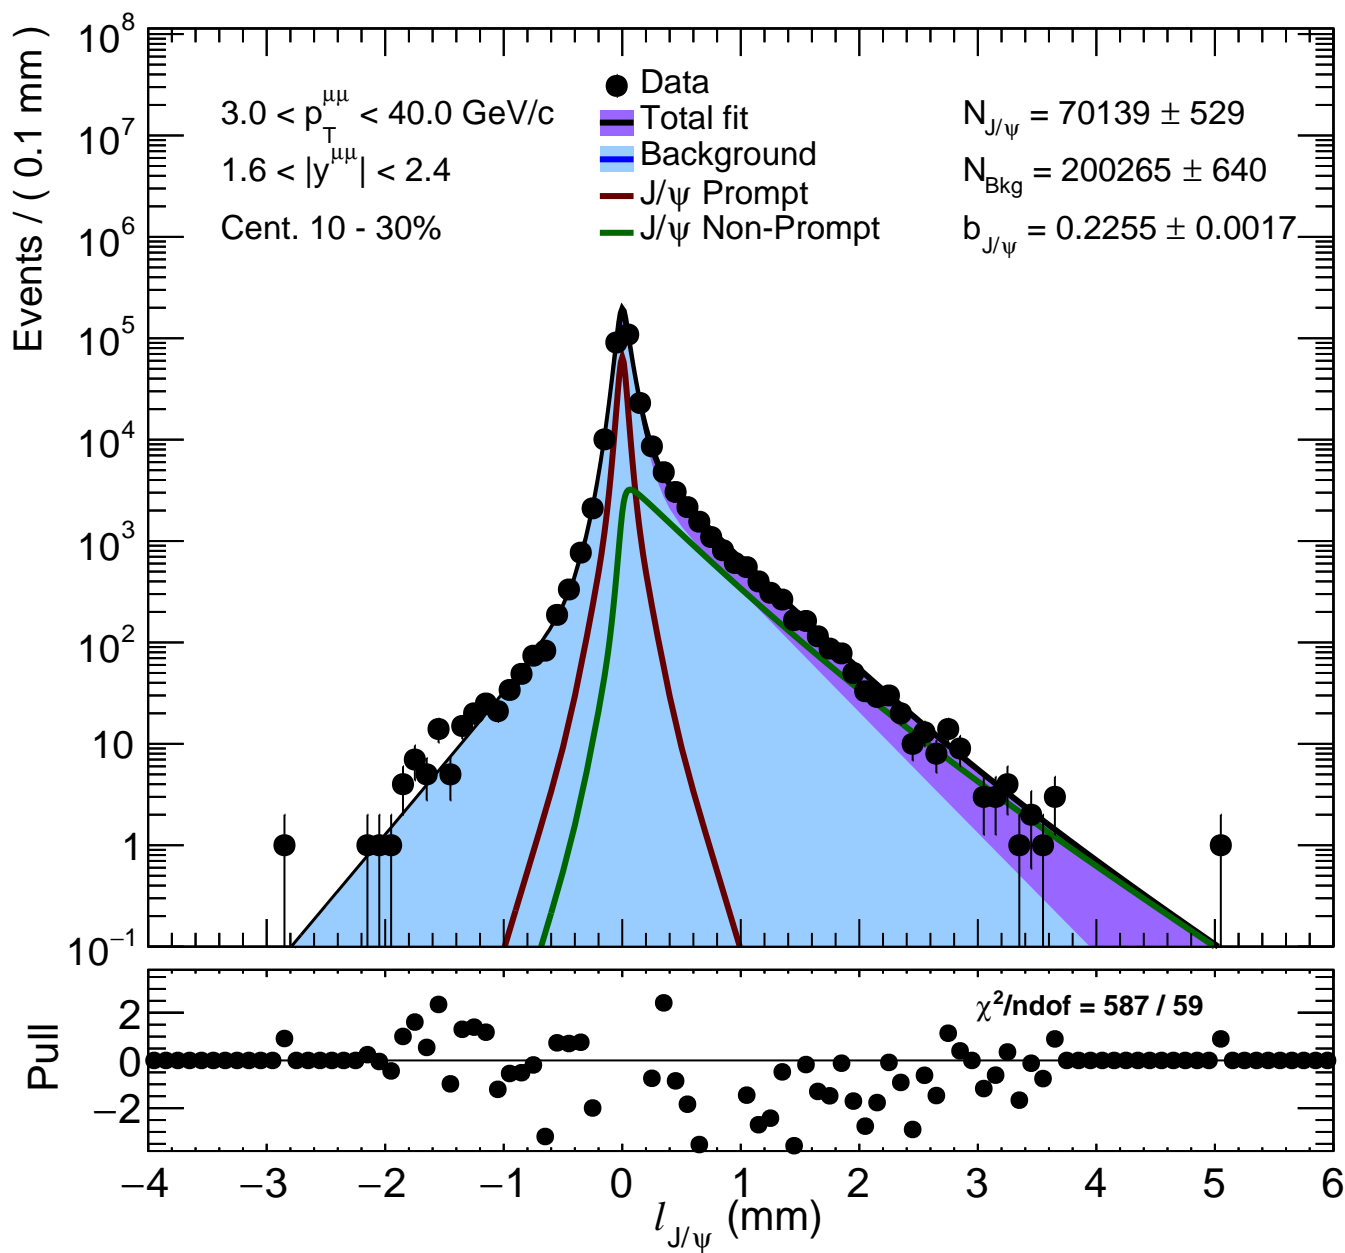 Events / ( 0.1 mm )
10^8
10^7
10^6
10^5
10^4
10^3
10^2
10
1
10^−1
3.0 < p_T^μμ < 40.0 GeV/c
1.6 < |y^μμ| < 2.4
Cent. 10 - 30%
Data
Total fit
Background
J/ψ Prompt
J/ψ Non-Prompt
N_J/ψ = 70139 ± 529
N_Bkg = 200265 ± 640
b_J/ψ = 0.2255 ± 0.0017
Pull
2
0
−2
χ²/ndof = 587 / 59
−4 −3 −2 −1 0 1 2 3 4 5 6
l_J/ψ (mm)